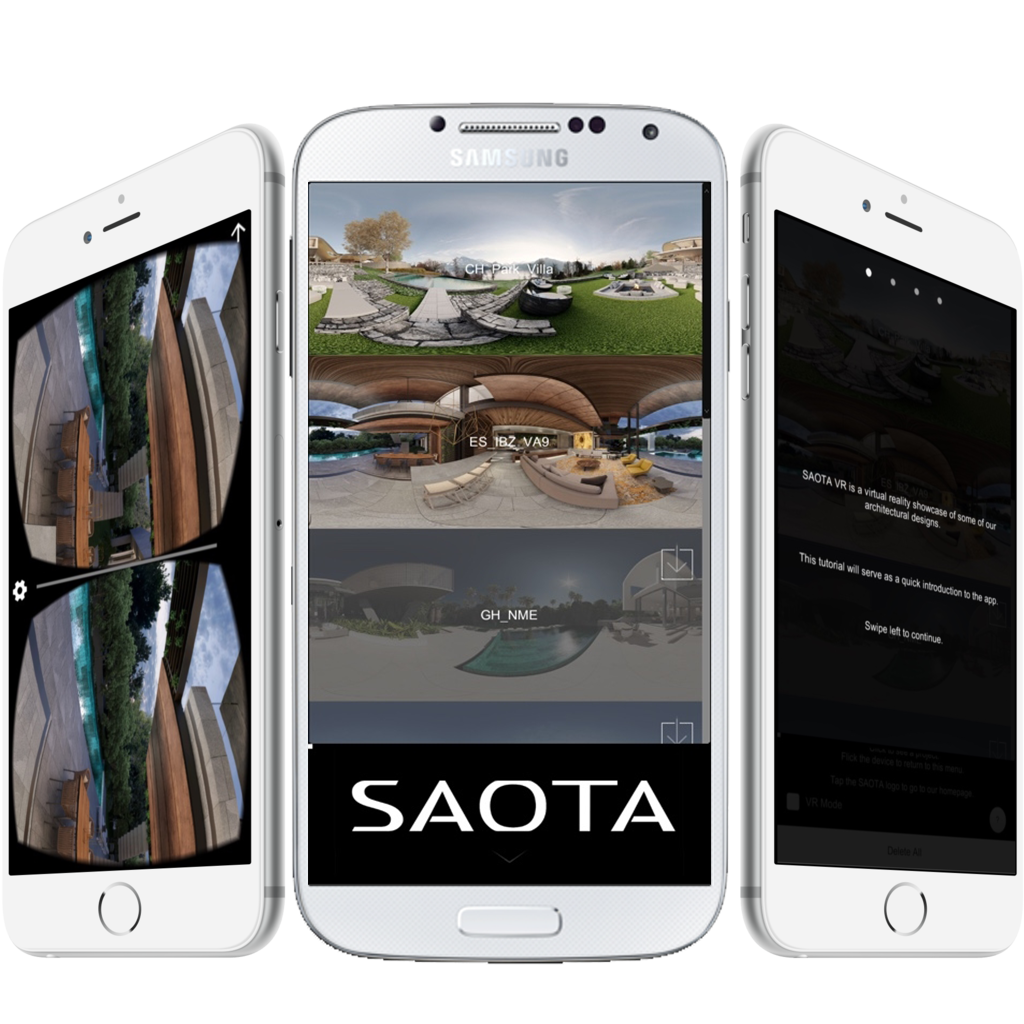 SAMSUNG
CH_Park_Villa
ES_IBZ_VA9
GH_NME
SAOTA
SAOTA VR is a virtual reality showcase of some of our
architectural designs.
This tutorial will serve as a quick introduction to the app.
Swipe left to continue.
Flick the device to return to this menu.
Tap the SAOTA logo to go to our homepage.
VR Mode
Delete All